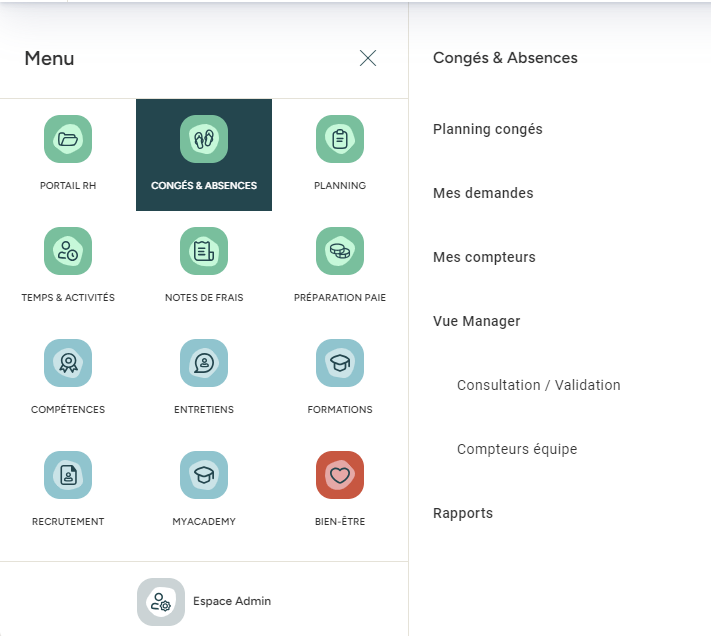 Menu
PORTAIL RH
CONGÉS & ABSENCES
PLANNING
TEMPS & ACTIVITÉS
NOTES DE FRAIS
PRÉPARATION PAIE
COMPÉTENCES
ENTRETIENS
FORMATIONS
RECRUTEMENT
MYACADEMY
BIEN-ÊTRE
Espace Admin
Congés & Absences
Planning congés
Mes demandes
Mes compteurs
Vue Manager
Consultation / Validation
Compteurs équipe
Rapports